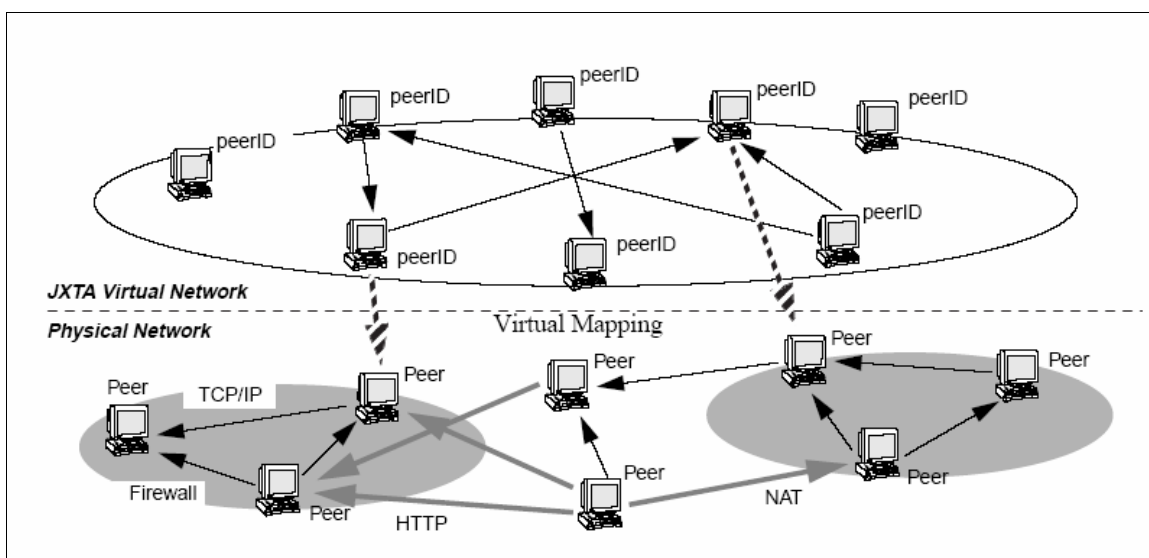 peerID
peerID
peerID
peerID
peerID
peerID
peerID
peerID
JXTA Virtual Network
Physical Network
Virtual Mapping
Peer
Peer
Peer
Peer
Peer
TCP/IP
Peer
Peer
Peer
Firewall
Peer
HTTP
NAT